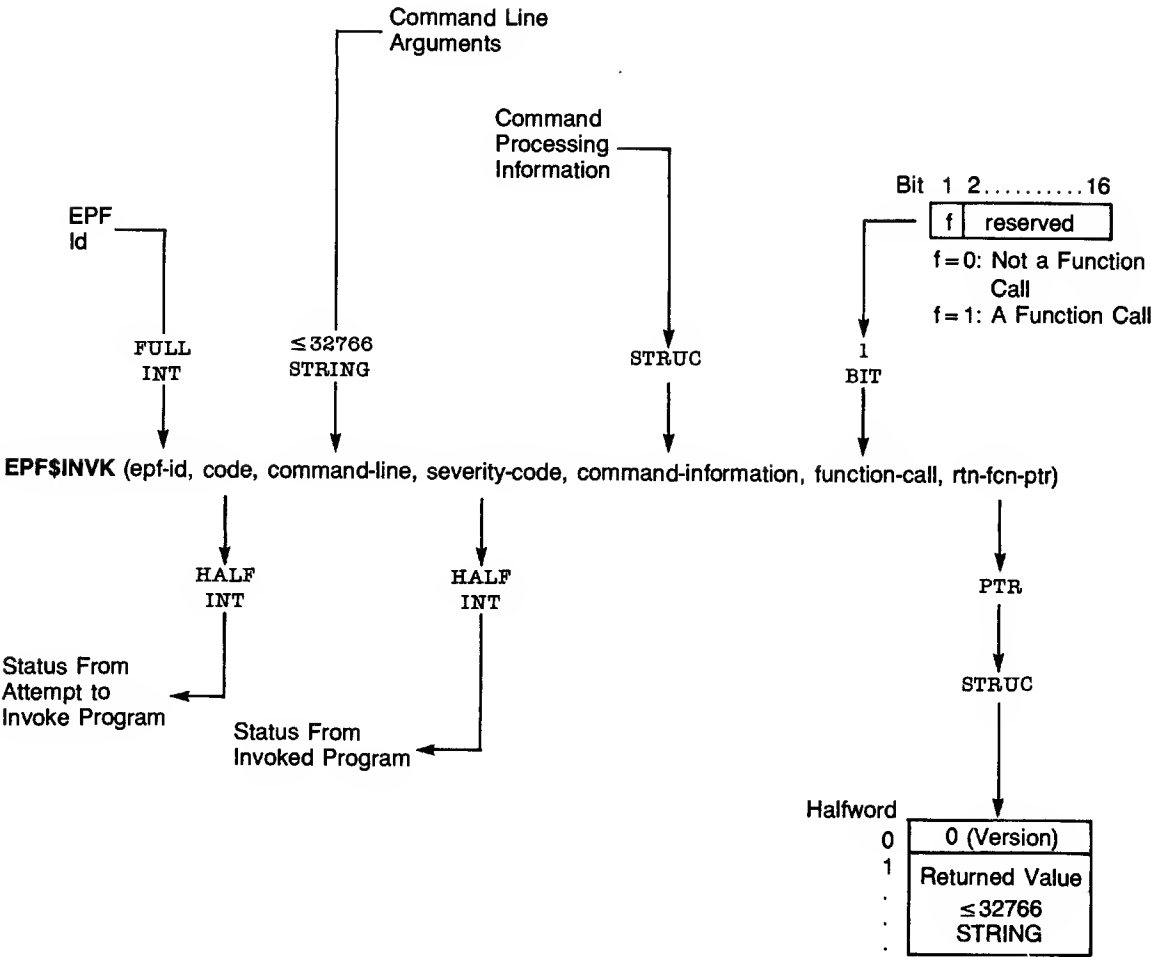 Command Line
Arguments
Command
Processing
Information
Bit 1 2..........16
f reserved
f=0: Not a Function
Call
f=1: A Function Call
EPF
Id
FULL
INT
≤32766
STRING
STRUC
1
BIT
EPF$INVK (epf-id, code, command-line, severity-code, command-information, function-call, rtn-fcn-ptr)
HALF
INT
HALF
INT
PTR
STRUC
Status From
Attempt to
Invoke Program
Status From
Invoked Program
Halfword
0 0 (Version)
1
Returned Value
.
≤32766
.
STRING
.